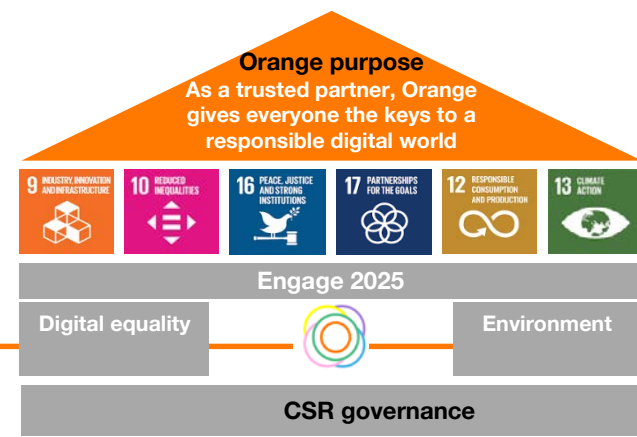 Orange purpose
As a trusted partner, Orange
gives everyone the keys to a
responsible digital world
9 INDUSTRY, INNOVATION
AND INFRASTRUCTURE
10 REDUCED
INEQUALITIES
16 PEACE, JUSTICE
AND STRONG
INSTITUTIONS
17 PARTNERSHIPS
FOR THE GOALS
12 RESPONSIBLE
CONSUMPTION
AND PRODUCTION
13 CLIMATE
ACTION
Engage 2025
Digital equality
Environment
CSR governance